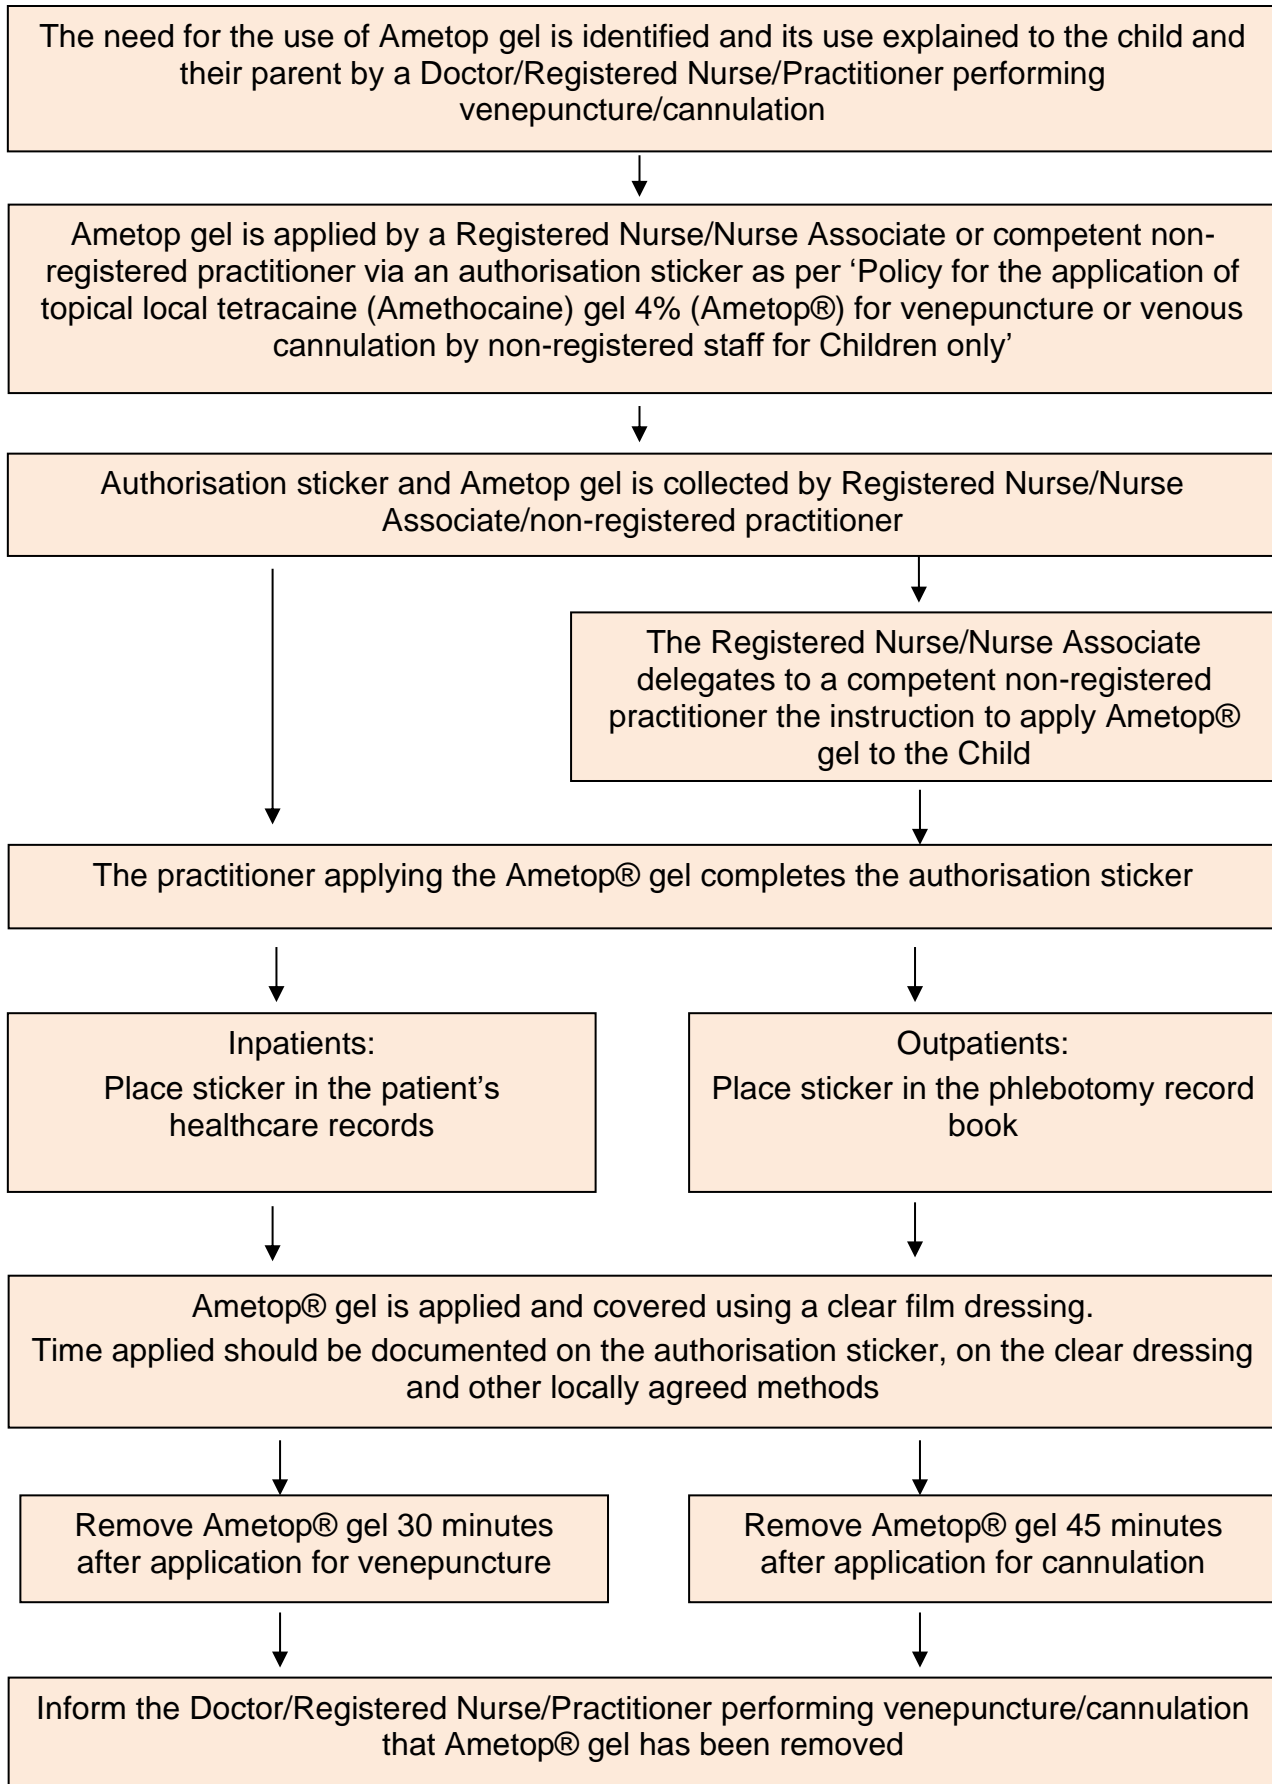 The need for the use of Ametop gel is identified and its use explained to the child and
their parent by a Doctor/Registered Nurse/Practitioner performing
venepuncture/cannulation
Ametop gel is applied by a Registered Nurse/Nurse Associate or competent non-
registered practitioner via an authorisation sticker as per ‘Policy for the application of
topical local tetracaine (Amethocaine) gel 4% (Ametop®) for venepuncture or venous
cannulation by non-registered staff for Children only’
Authorisation sticker and Ametop gel is collected by Registered Nurse/Nurse
Associate/non-registered practitioner
The Registered Nurse/Nurse Associate
delegates to a competent non-registered
practitioner the instruction to apply Ametop®
gel to the Child
The practitioner applying the Ametop® gel completes the authorisation sticker
Inpatients:
Place sticker in the patient’s
healthcare records
Outpatients:
Place sticker in the phlebotomy record
book
Ametop® gel is applied and covered using a clear film dressing.
Time applied should be documented on the authorisation sticker, on the clear dressing
and other locally agreed methods
Remove Ametop® gel 30 minutes
after application for venepuncture
Remove Ametop® gel 45 minutes
after application for cannulation
Inform the Doctor/Registered Nurse/Practitioner performing venepuncture/cannulation
that Ametop® gel has been removed